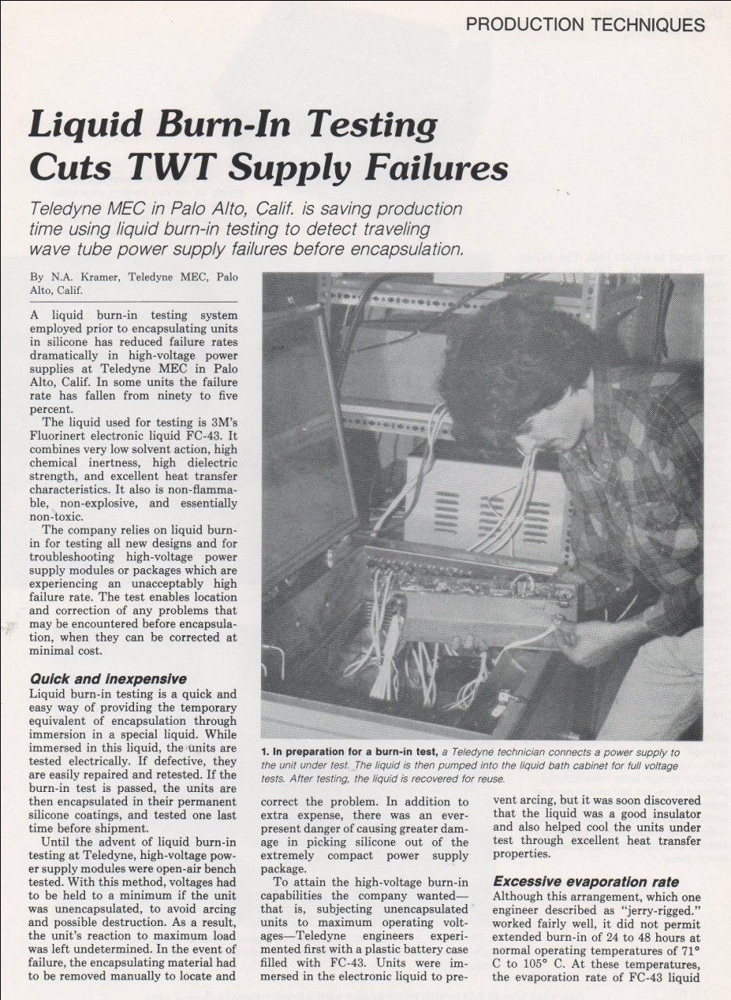 PRODUCTION TECHNIQUES
Liquid Burn-In Testing
Cuts TWT Supply Failures
Teledyne MEC in Palo Alto, Calif. is saving production
time using liquid burn-in testing to detect traveling
wave tube power supply failures before encapsulation.
By N.A. Kramer, Teledyne MEC, Palo
Alto, Calif.
A liquid burn-in testing system
employed prior to encapsulating units
in silicone has reduced failure rates
dramatically in high-voltage power
supplies at Teledyne MEC in Palo
Alto, Calif. In some units the failure
rate has fallen from ninety to five
percent.
The liquid used for testing is 3M's
Fluorinert electronic liquid FC-43. It
combines very low solvent action, high
chemical inertness, high dielectric
strength, and excellent heat transfer
characteristics. It also is non-flamma-
ble, non-explosive, and essentially
non-toxic.
The company relies on liquid burn-
in for testing all new designs and for
troubleshooting high-voltage power
supply modules or packages which are
experiencing an unacceptably high
failure rate. The test enables location
and correction of any problems that
may be encountered before encapsula-
tion, when they can be corrected at
minimal cost.
Quick and inexpensive
Liquid burn-in testing is a quick and
easy way of providing the temporary
equivalent of encapsulation through
immersion in a special liquid. While
immersed in this liquid, the units are
tested electrically. If defective, they
are easily repaired and retested. If the
burn-in test is passed, the units are
then encapsulated in their permanent
silicone coatings, and tested one last
time before shipment.
Until the advent of liquid burn-in
testing at Teledyne, high-voltage pow-
er supply modules were open-air bench
tested. With this method, voltages had
to be held to a minimum if the unit
was unencapsulated, to avoid arcing
and possible destruction. As a result,
the unit's reaction to maximum load
was left undetermined. In the event of
failure, the encapsulating material had
to be removed manually to locate and
1. In preparation for a burn-in test, a Teledyne technician connects a power supply to
the unit under test. The liquid is then pumped into the liquid bath cabinet for full voltage
tests. After testing, the liquid is recovered for reuse.
correct the problem. In addition to
extra expense, there was an ever-
present danger of causing greater dam-
age in picking silicone out of the
extremely compact power supply
package.
To attain the high-voltage burn-in
capabilities the company wanted—
that is, subjecting unencapsulated
units to maximum operating volt-
ages—Teledyne engineers experi-
mented first with a plastic battery case
filled with FC-43. Units were im-
mersed in the electronic liquid to pre-
vent arcing, but it was soon discovered
that the liquid was a good insulator
and also helped cool the units under
test through excellent heat transfer
properties.
Excessive evaporation rate
Although this arrangement, which one
engineer described as "jerry-rigged."
worked fairly well, it did not permit
extended burn-in of 24 to 48 hours at
normal operating temperatures of 71°
C to 105° C. At these temperatures,
the evaporation rate of FC-43 liquid